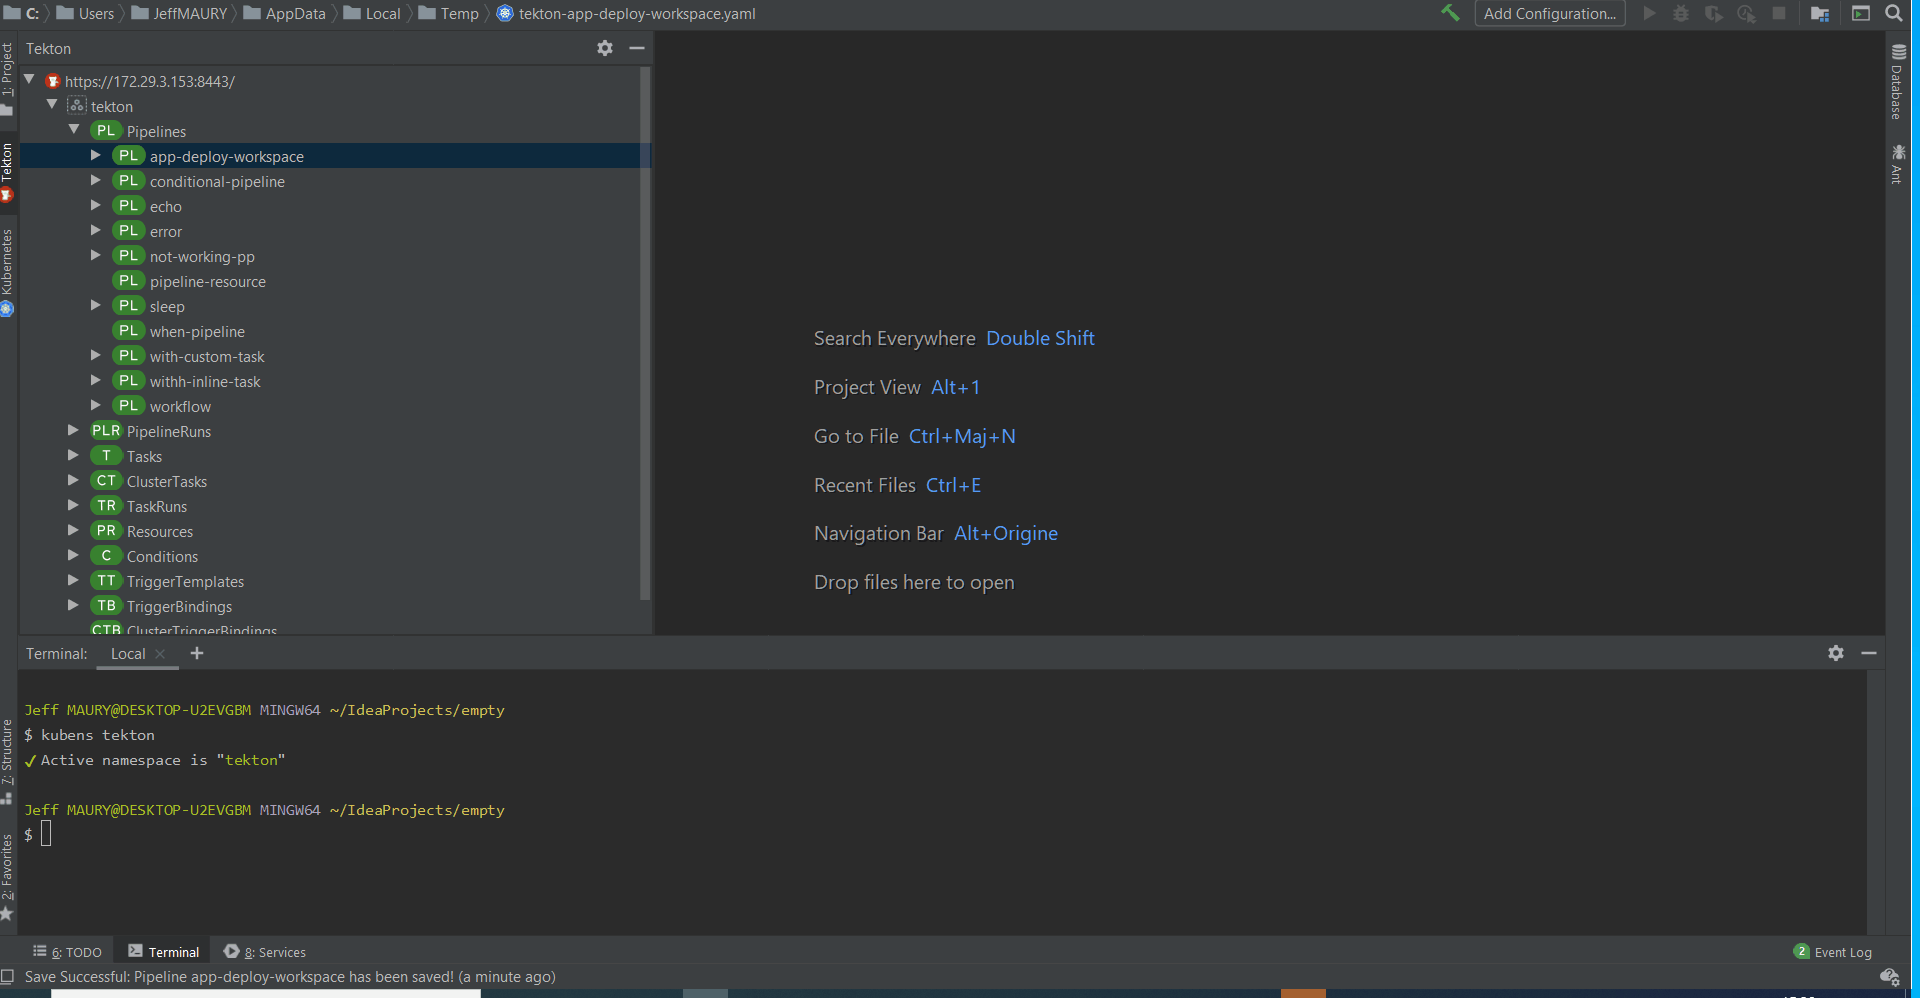 C: Users JeffMAURY AppData Local Temp tekton-app-deploy-workspace.yaml Add Configuration...
1: Project
Tekton
Kubernetes
7: Structure
2: Favorites
Tekton
https://172.29.3.153:8443/
tekton
PL Pipelines
PL app-deploy-workspace
PL conditional-pipeline
PL echo
PL error
PL not-working-pp
PL pipeline-resource
PL sleep
PL when-pipeline
PL with-custom-task
PL withh-inline-task
PL workflow
PLR PipelineRuns
T Tasks
CT ClusterTasks
TR TaskRuns
PR Resources
C Conditions
TT TriggerTemplates
TB TriggerBindings
CTB ClusterTriggerBindings
Search Everywhere Double Shift
Project View Alt+1
Go to File Ctrl+Maj+N
Recent Files Ctrl+E
Navigation Bar Alt+Origine
Drop files here to open
Database
Ant
Terminal: Local
Jeff MAURY@DESKTOP-U2EVGBM MINGW64 ~/IdeaProjects/empty
$ kubens tekton
✓ Active namespace is "tekton"
Jeff MAURY@DESKTOP-U2EVGBM MINGW64 ~/IdeaProjects/empty
$
6: TODO Terminal 8: Services 2 Event Log
Save Successful: Pipeline app-deploy-workspace has been saved! (a minute ago)